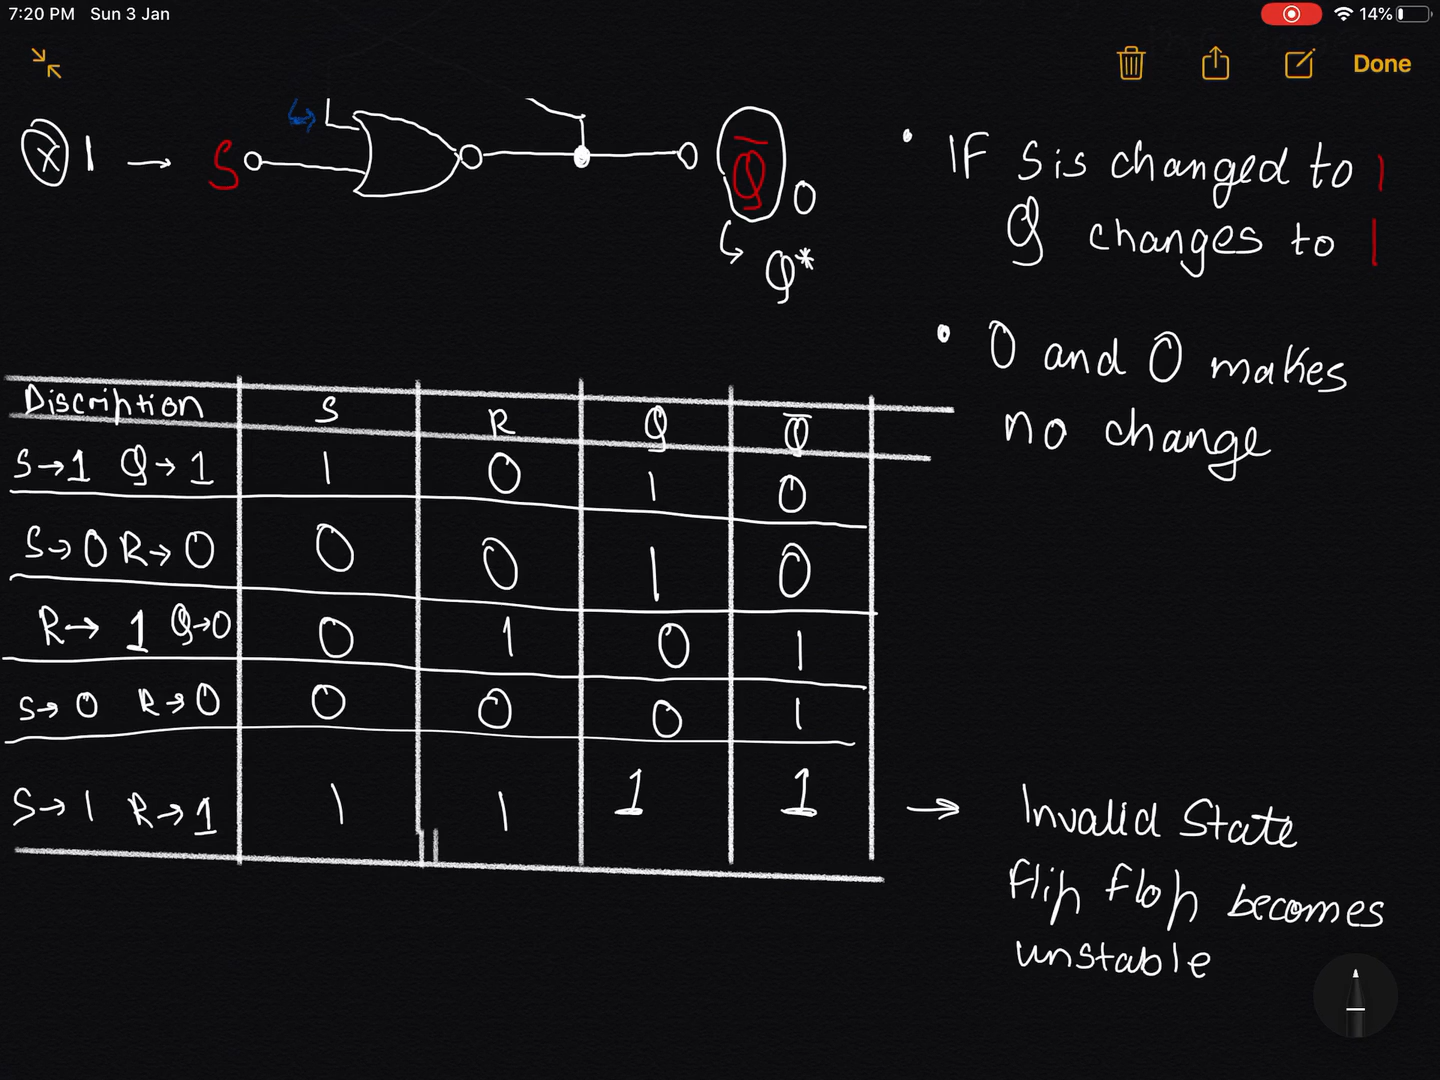 7:20 PM Sun 3 Jan
14%
Done
X 1 → S
Q̅ 0
Q*
• IF S is changed to 1
Q changes to 1
• 0 and 0 makes
no change
Discription S R Q Q̅
S→1 Q→1 1 0 1 0
S→0 R→0 0 0 1 0
R→ 1 Q→0 0 1 0 1
S→0 R→0 0 0 0 1
S→1 R→1 1 1 1 1
→ Invalid State
flip flop becomes
unstable